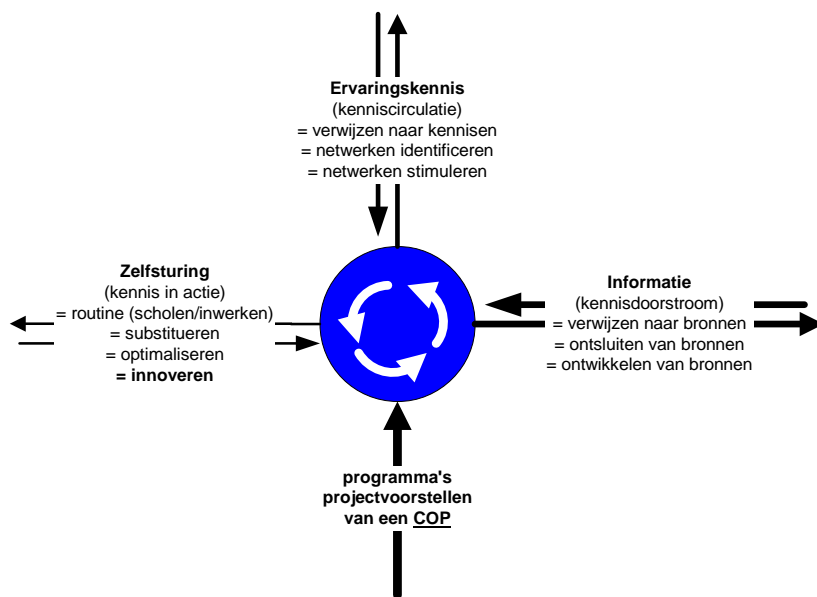 Ervaringskennis
(kenniscirculatie)
= verwijzen naar kennisen
= netwerken identificeren
= netwerken stimuleren
Zelfsturing
(kennis in actie)
= routine (scholen/inwerken)
= substitueren
= optimaliseren
= innoveren
Informatie
(kennisdoorstroom)
= verwijzen naar bronnen
= ontsluiten van bronnen
= ontwikkelen van bronnen
programma's
projectvoorstellen
van een COP